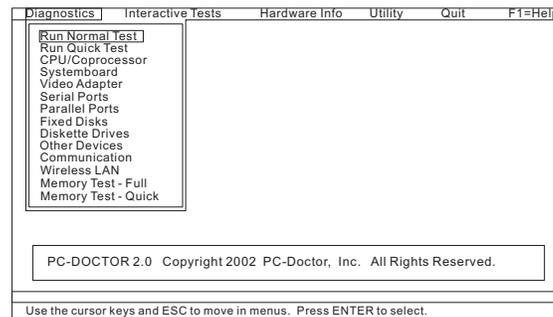 Diagnostics Interactive Tests Hardware Info Utility Quit F1=Help
Run Normal Test
Run Quick Test
CPU/Coprocessor
Systemboard
Video Adapter
Serial Ports
Parallel Ports
Fixed Disks
Diskette Drives
Other Devices
Communication
Wireless LAN
Memory Test - Full
Memory Test - Quick
PC-DOCTOR 2.0 Copyright 2002 PC-Doctor, Inc. All Rights Reserved.
Use the cursor keys and ESC to move in menus. Press ENTER to select.